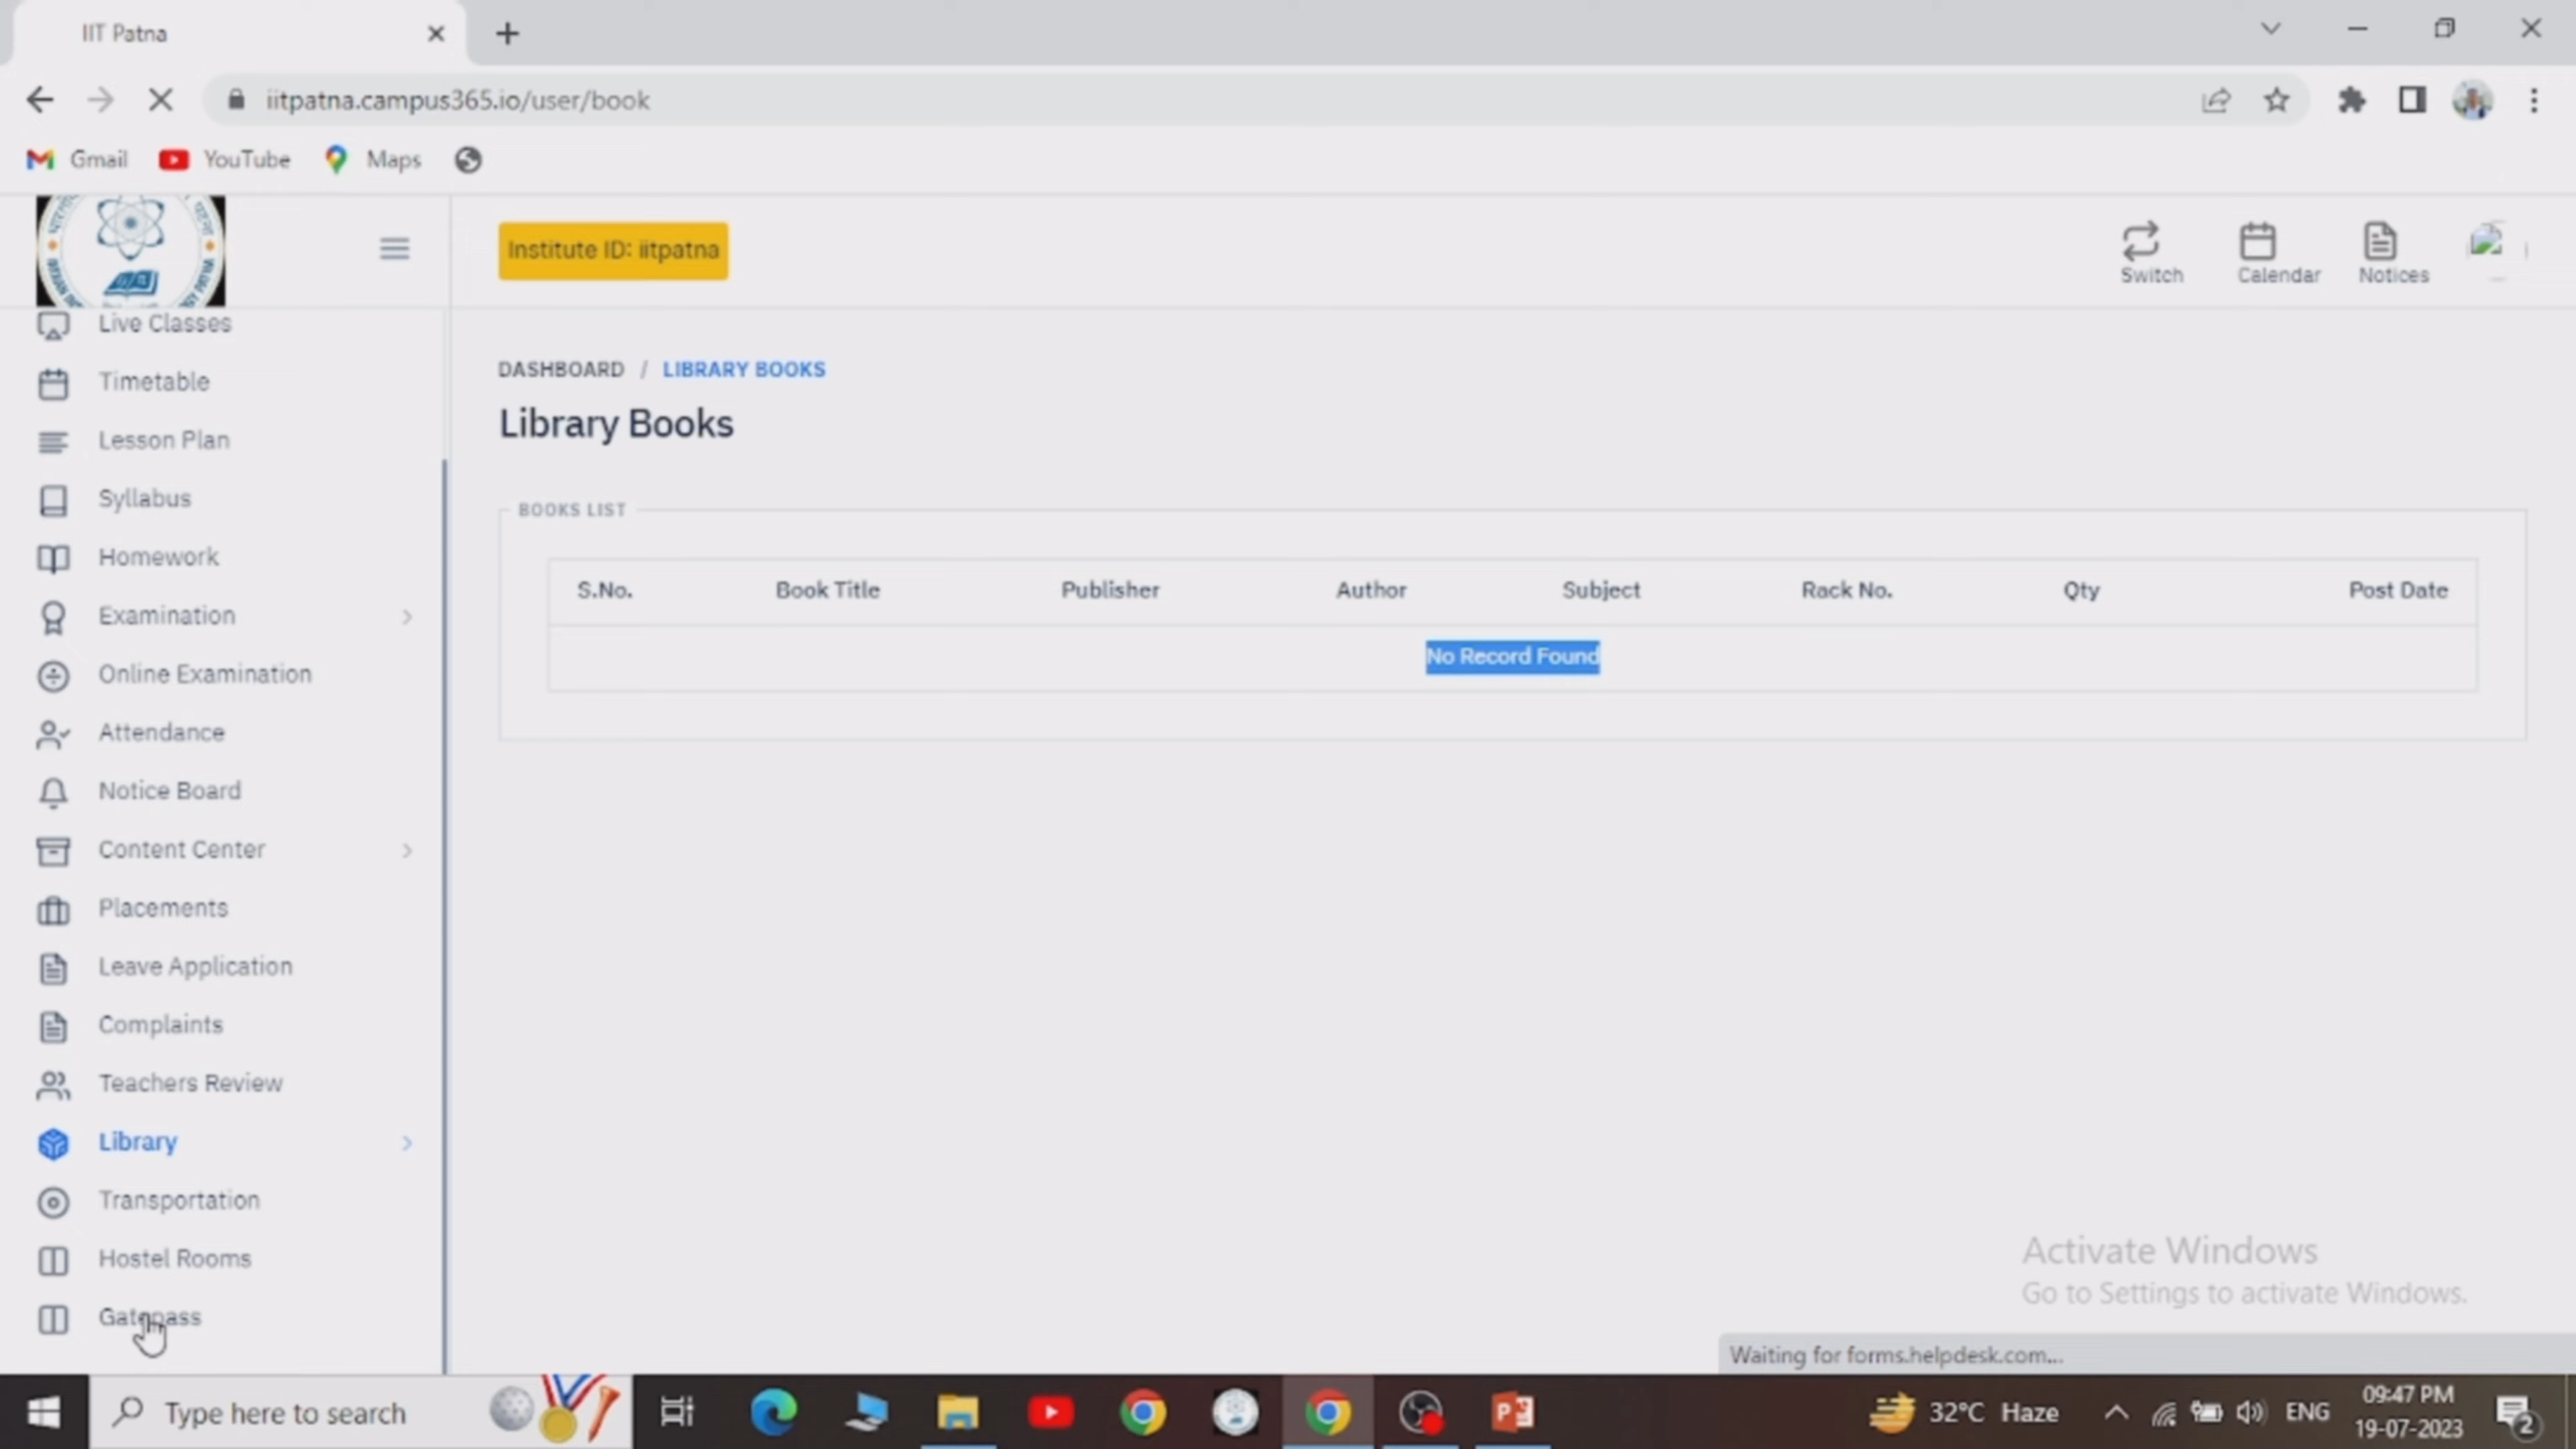 IIT Patna
iitpatna.campus365.io/user/book
Gmail YouTube Maps
Institute ID: iitpatna
Switch Calendar Notices
Live Classes
Timetable
Lesson Plan
Syllabus
Homework
Examination
Online Examination
Attendance
Notice Board
Content Center
Placements
Leave Application
Complaints
Teachers Review
Library
Transportation
Hostel Rooms
Gatepass
DASHBOARD / LIBRARY BOOKS
Library Books
BOOKS LIST
S.No. Book Title Publisher Author Subject Rack No. Qty Post Date
No Record Found
Activate Windows
Go to Settings to activate Windows.
Waiting for forms.helpdesk.com...
Type here to search
32°C Haze
ENG
09:47 PM
19-07-2023
2